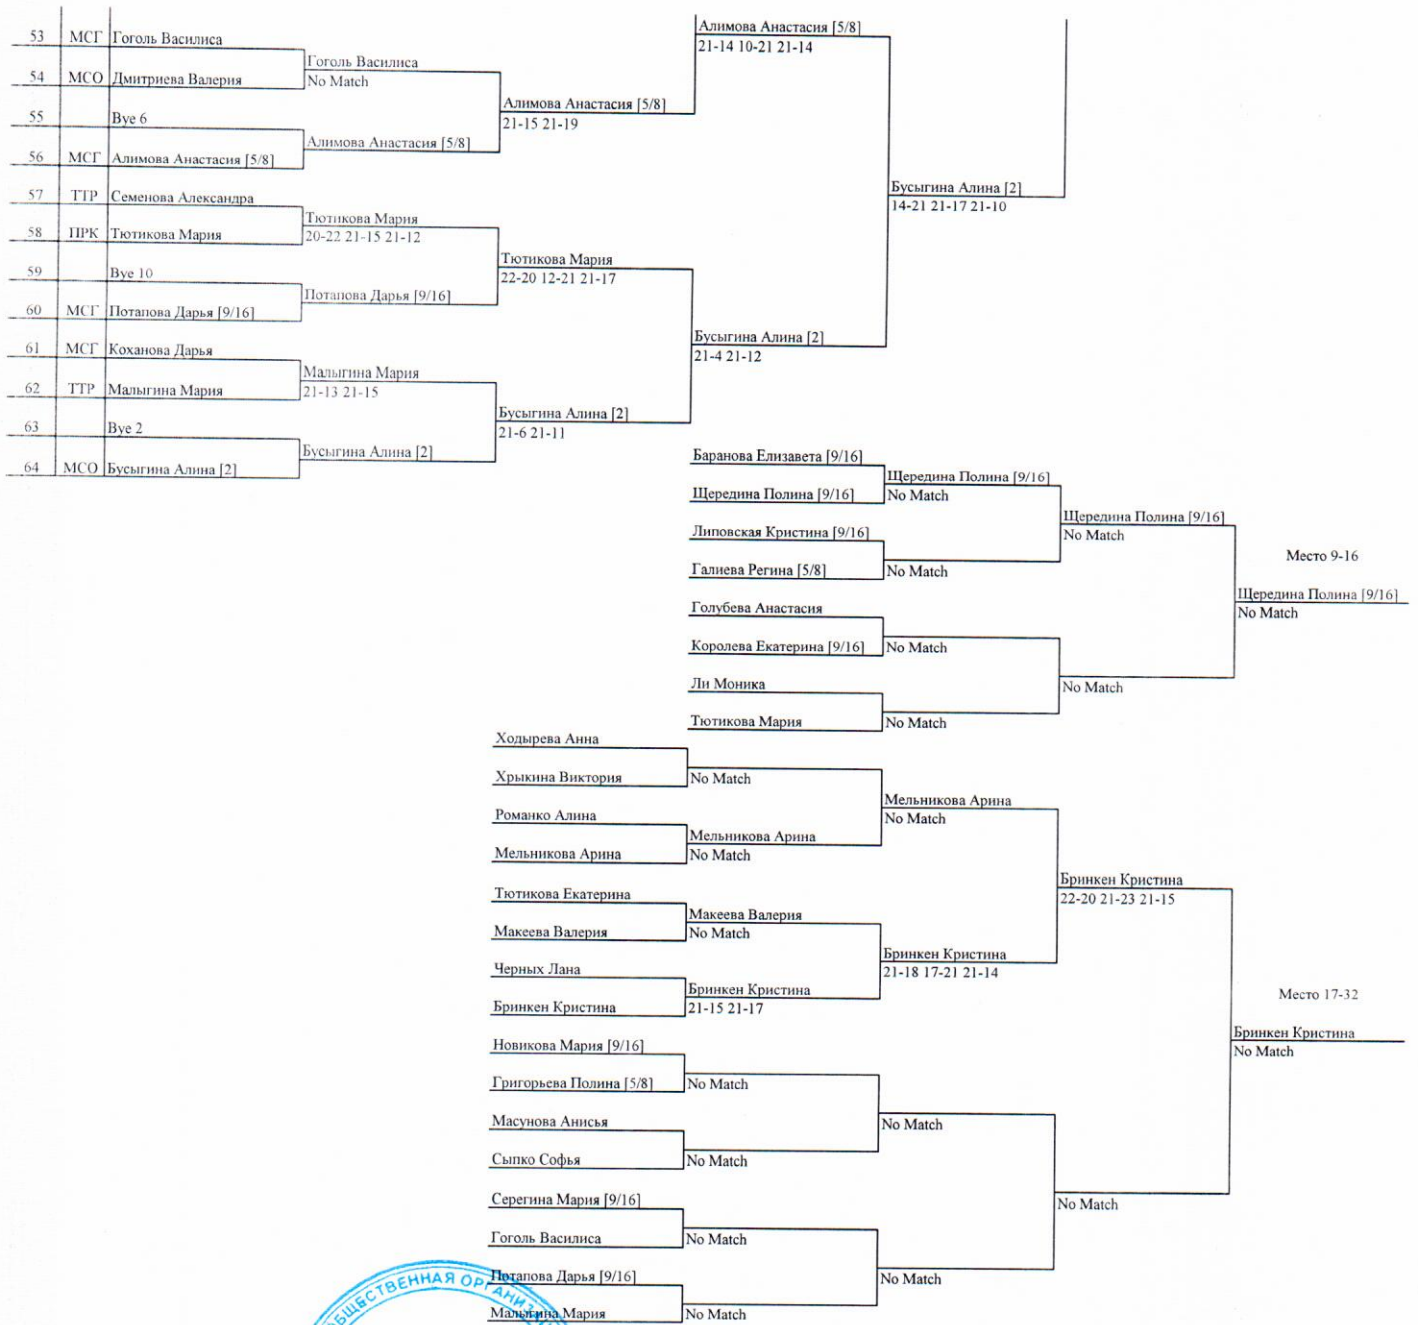 53 МСГ Гоголь Василиса
Гоголь Василиса
No Match
54 МСО Дмитриева Валерия
55 Bye 6
56 МСГ Алимова Анастасия [5/8]
Алимова Анастасия [5/8]
Алимова Анастасия [5/8]
21-15 21-19
Алимова Анастасия [5/8]
21-14 10-21 21-14
57 ТТР Семенова Александра
58 ПРК Тютикова Мария
Тютикова Мария
20-22 21-15 21-12
59 Bye 10
60 МСГ Потапова Дарья [9/16]
Потапова Дарья [9/16]
Тютикова Мария
22-20 12-21 21-17
61 МСГ Коханова Дарья
62 ТТР Малыгина Мария
Малыгина Мария
21-13 21-15
63 Bye 2
64 МСО Бусыгина Алина [2]
Бусыгина Алина [2]
Бусыгина Алина [2]
21-6 21-11
Бусыгина Алина [2]
21-4 21-12
Бусыгина Алина [2]
14-21 21-17 21-10
Баранова Елизавета [9/16]
Щередина Полина [9/16]
Щередина Полина [9/16]
No Match
Липовская Кристина [9/16]
Галиева Регина [5/8]
No Match
Щередина Полина [9/16]
No Match
Голубева Анастасия
Королева Екатерина [9/16]
No Match
Ли Моника
Тютикова Мария
No Match
No Match
Место 9-16
Щередина Полина [9/16]
No Match
Ходырева Анна
Хрыкина Виктория
No Match
Романко Алина
Мельникова Арина
Мельникова Арина
No Match
Мельникова Арина
No Match
Тютикова Екатерина
Макеева Валерия
Макеева Валерия
No Match
Черных Лана
Бринкен Кристина
Бринкен Кристина
21-15 21-17
Бринкен Кристина
21-18 17-21 21-14
Бринкен Кристина
22-20 21-23 21-15
Новикова Мария [9/16]
Григорьева Полина [5/8]
No Match
Масунова Анисья
Сыпко Софья
No Match
No Match
Серегина Мария [9/16]
Гоголь Василиса
No Match
Потапова Дарья [9/16]
Малыгина Мария
No Match
No Match
No Match
Место 17-32
Бринкен Кристина
No Match